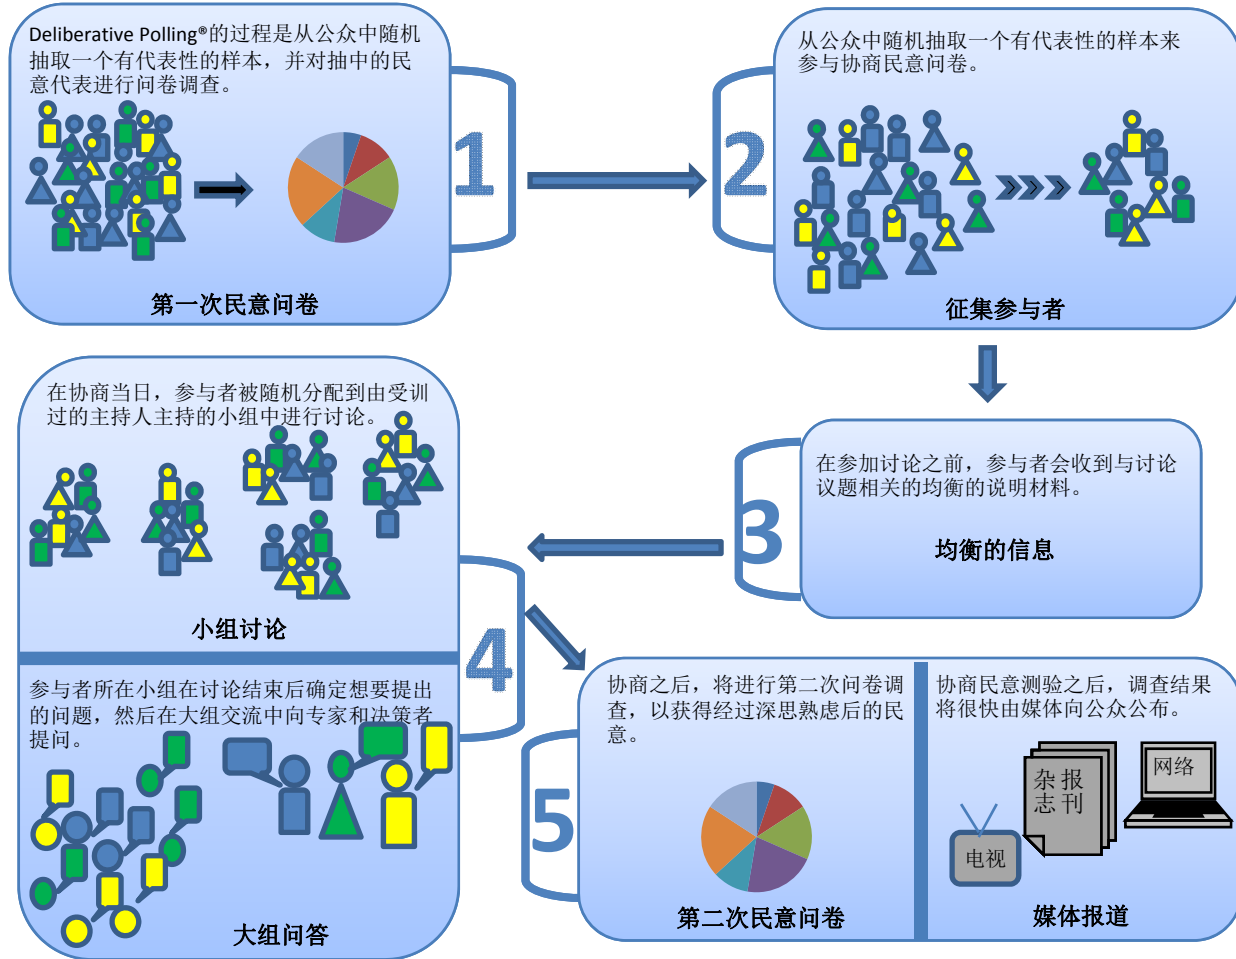 Deliberative Polling®的过程是从公众中随机
抽取一个有代表性的样本，并对抽中的民
意代表进行问卷调查。
第一次民意问卷
1
从公众中随机抽取一个有代表性的样本来
参与协商民意问卷。
征集参与者
2
在参加讨论之前，参与者会收到与讨论
议题相关的均衡的说明材料。
均衡的信息
3
在协商当日，参与者被随机分配到由受训
过的主持人主持的小组中进行讨论。
小组讨论
4
参与者所在小组在讨论结束后确定想要提出
的问题，然后在大组交流中向专家和决策者
提问。
大组问答
5
协商之后，将进行第二次问卷调
查，以获得经过深思熟虑后的民
意。
第二次民意问卷
协商民意测验之后，调查结果
将很快由媒体向公众公布。
杂 报
志 刊
网络
电视
媒体报道